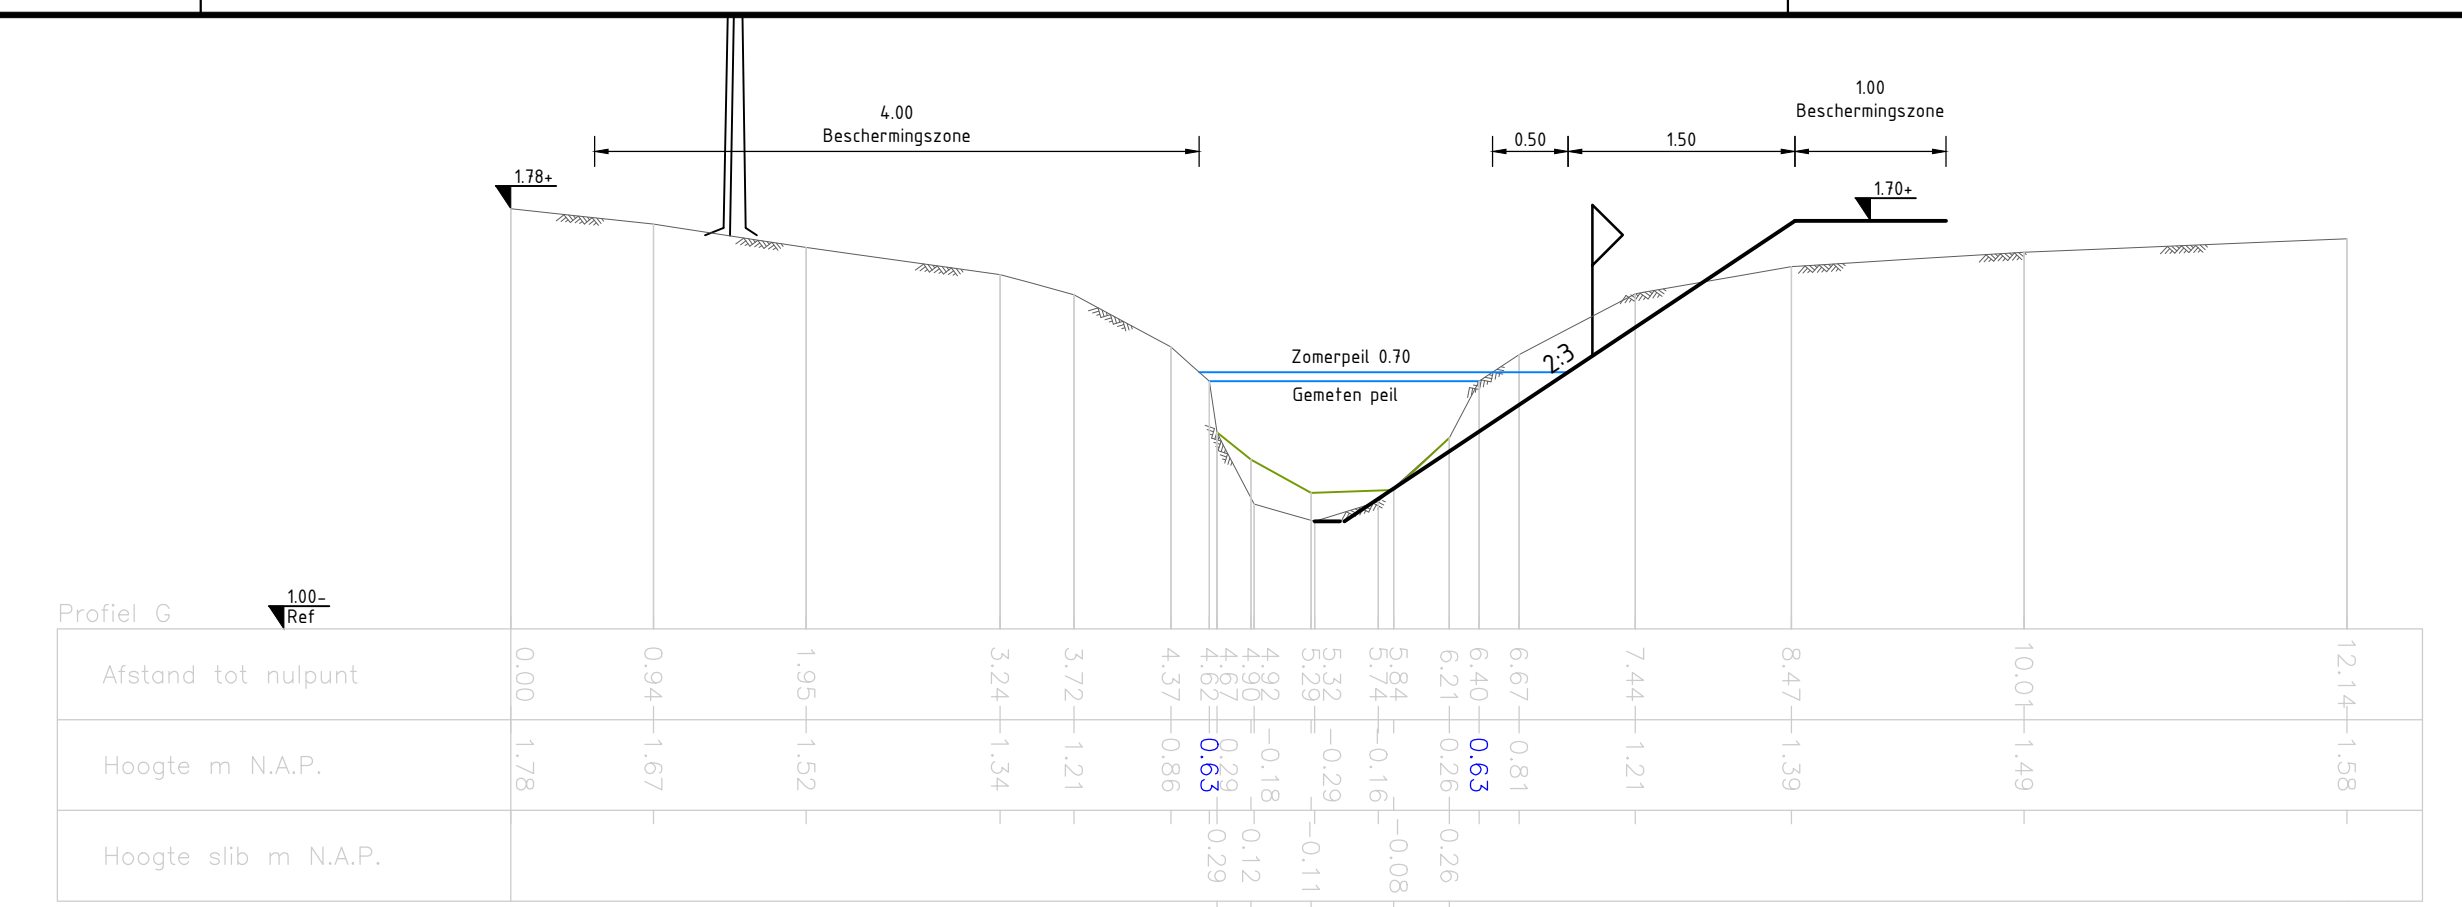 1.00
4.00
Beschermingszone
Beschermingszone
0.50
1.50
1.78+
1.70+
Zomerpeil 0.70
2:3
Gemeten peil
1.00-
Profiel G
Ref
Afstand tot nulpunt 0.00 0.94 1.95 3.24 3.72 4.37 4.62 4.67 4.90 4.92 5.29 5.32 5.74 5.84 6.21 6.40 6.67 7.44 8.47 10.01 12.14
Hoogte m N.A.P. 1.78 1.67 1.52 1.34 1.21 0.86 0.63 0.29 -0.18 -0.29 -0.16 0.26 0.63 0.81 1.21 1.39 1.49 1.58
Hoogte slib m N.A.P. 0.29 0.12 -0.11 -0.08 0.26